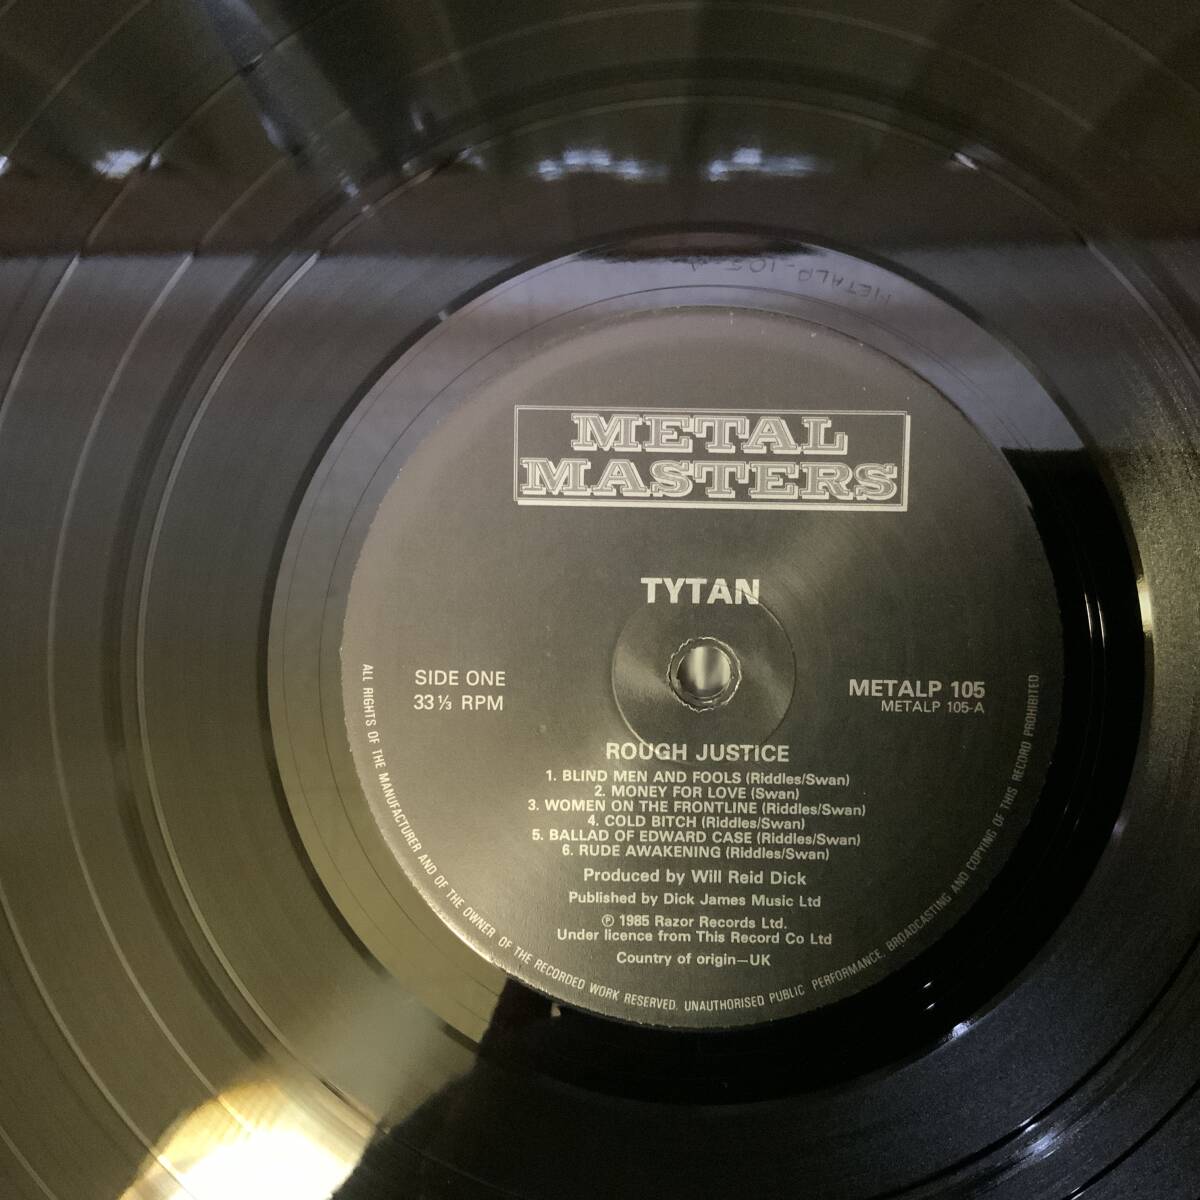 METALP-105-A
METAL
MASTERS
TYTAN
SIDE ONE
33⅓ RPM
METALP 105
METALP 105-A
ROUGH JUSTICE
1. BLIND MEN AND FOOLS (Riddles/Swan)
2. MONEY FOR LOVE (Swan)
3. WOMEN ON THE FRONTLINE (Riddles/Swan)
4. COLD BITCH (Riddles/Swan)
5. BALLAD OF EDWARD CASE (Riddles/Swan)
6. RUDE AWAKENING (Riddles/Swan)
Produced by Will Reid Dick
Published by Dick James Music Ltd
℗ 1985 Razor Records Ltd.
Under licence from This Record Co Ltd
Country of origin—UK
ALL RIGHTS OF THE MANUFACTURER AND OF THE OWNER OF THE RECORDED WORK RESERVED. UNAUTHORISED PUBLIC PERFORMANCE, BROADCASTING AND COPYING OF THIS RECORD PROHIBITED